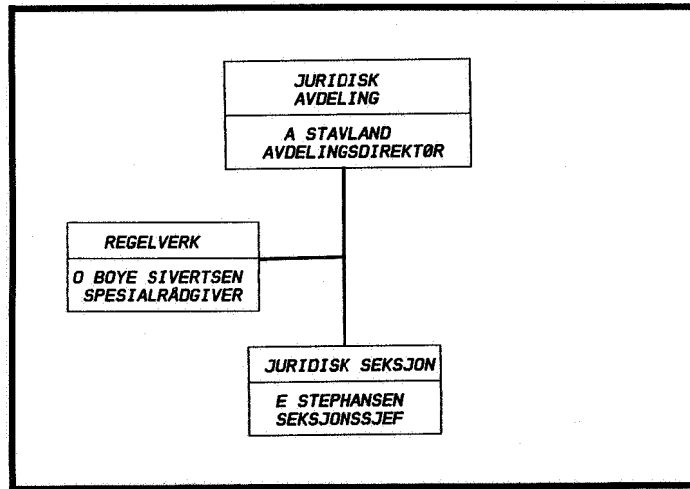 JURIDISK
AVDELING
A STAVLAND
AVDELINGSDIREKTØR
REGELVERK
O BOYE SIVERTSEN
SPESIALRÅDGIVER
JURIDISK SEKSJON
E STEPHANSEN
SEKSJONSSJEF